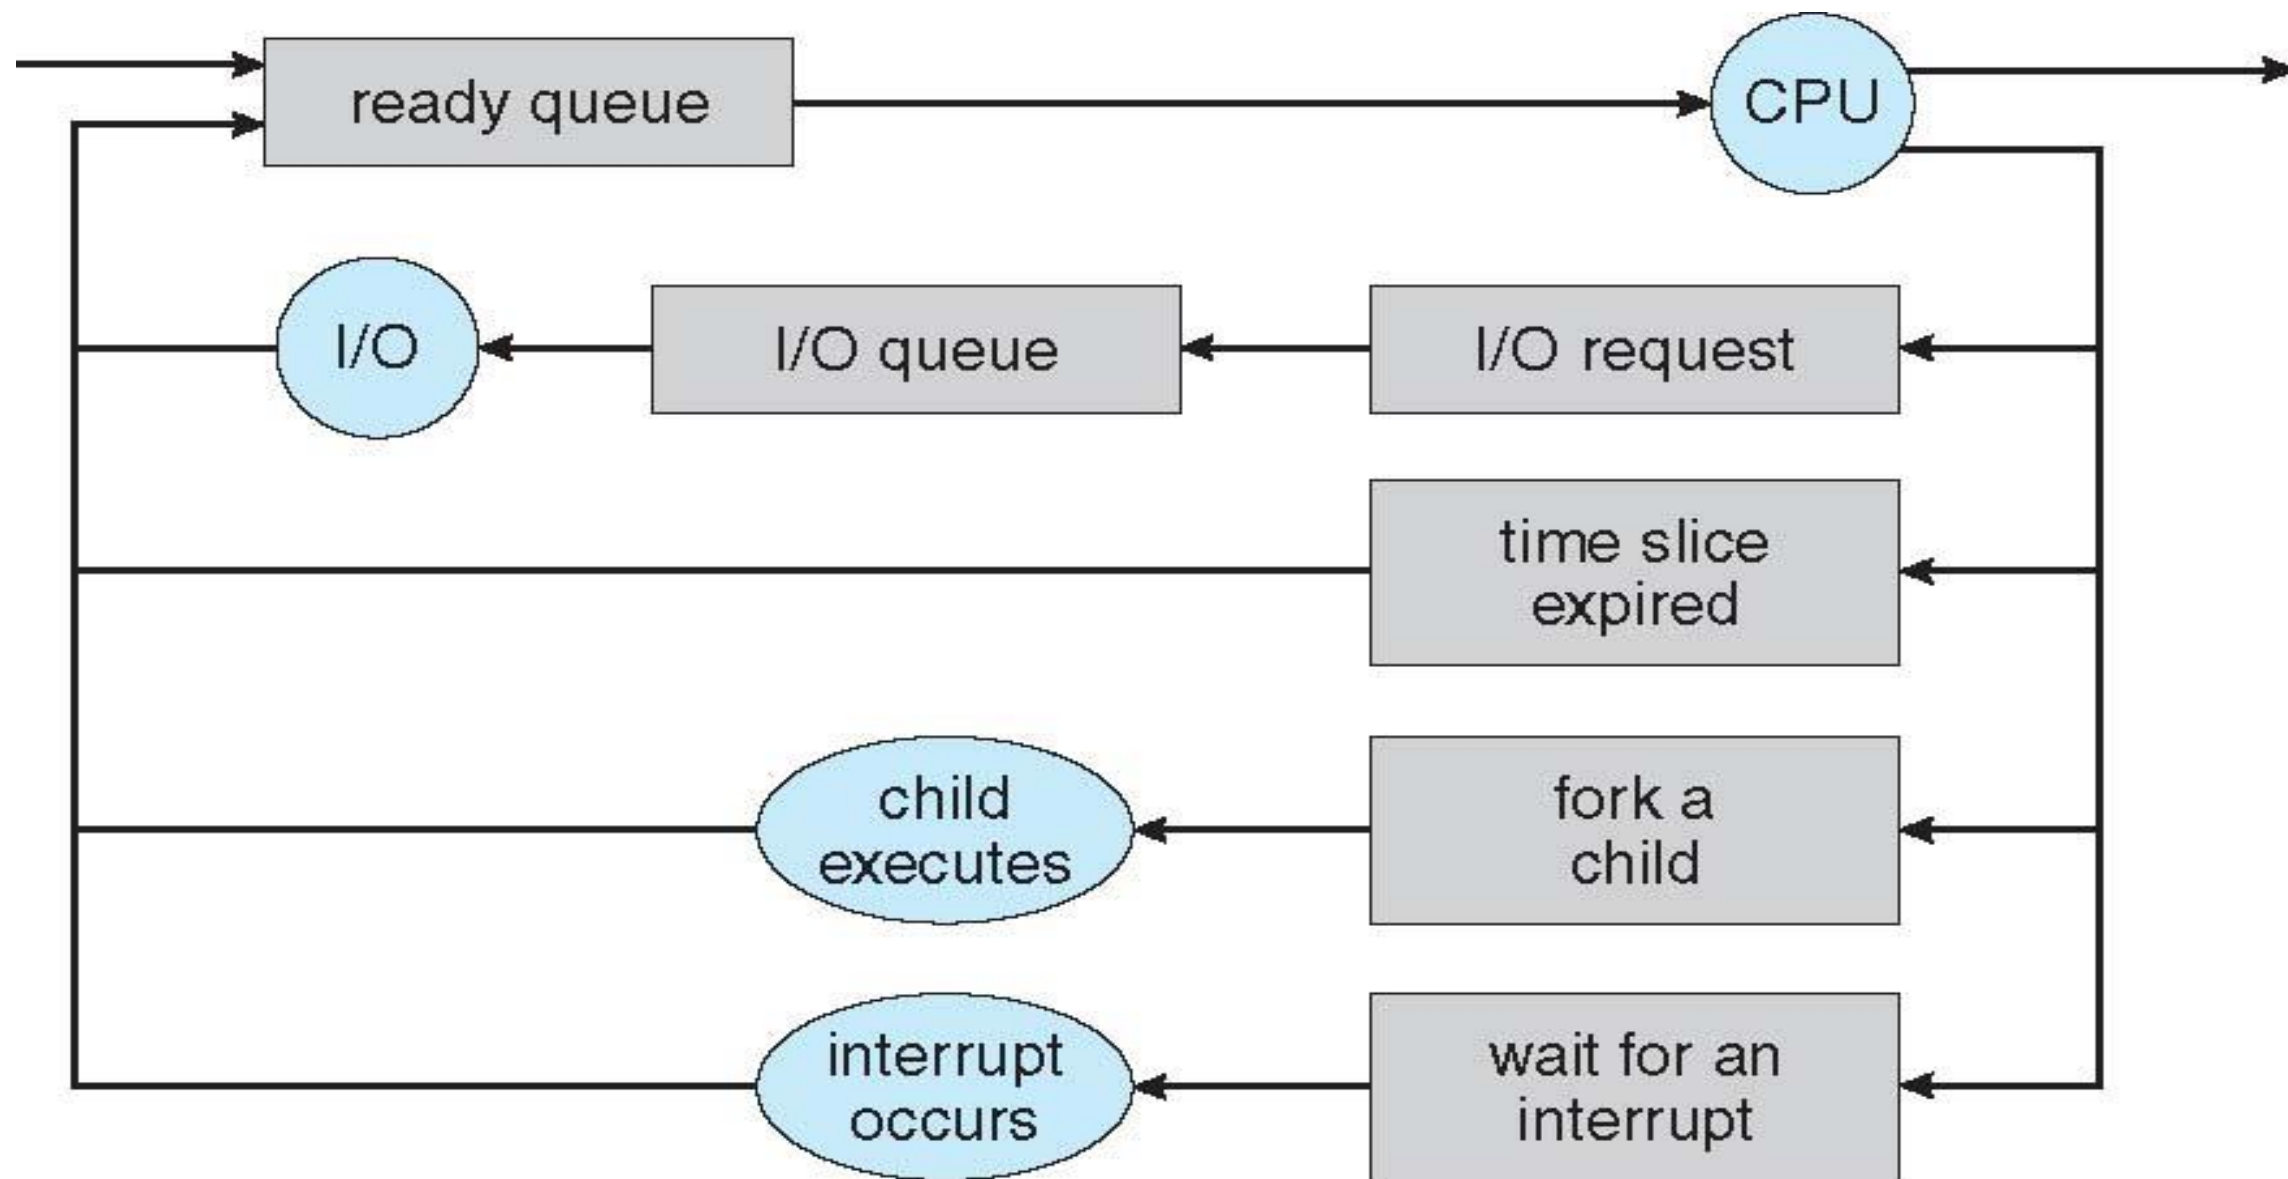 ready queue
CPU
I/O
I/O queue
I/O request
time slice
expired
child
executes
fork a
child
interrupt
occurs
wait for an
interrupt